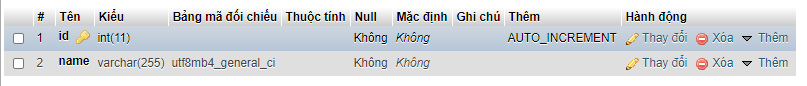 # Tên Kiểu Bảng mã đối chiếu Thuộc tính Null Mặc định Ghi chú Thêm Hành động
1 id int(11) Không Không AUTO_INCREMENT Thay đổi Xóa Thêm
2 name varchar(255) utf8mb4_general_ci Không Không Thay đổi Xóa Thêm